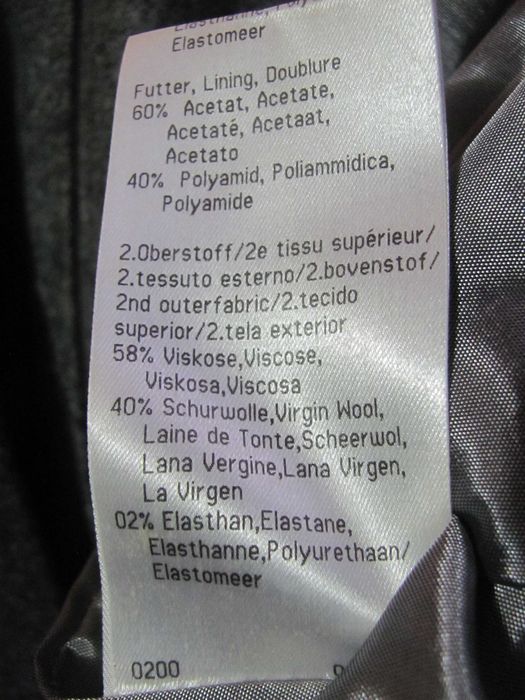 Elastomeer
Futter, Lining, Doublure
60% Acetat, Acetate,
Acetaté, Acetaat,
Acetato
40% Polyamid, Poliammidica,
Polyamide
2.Oberstoff/2e tissu supérieur/
2.tessuto esterno/2.bovenstof/
2nd outerfabric/2.tecido
superior/2.tela exterior
58% Viskose,Viscose,
Viskosa,Viscosa
40% Schurwolle,Virgin Wool,
Laine de Tonte,Scheerwol,
Lana Vergine,Lana Virgen,
La Virgen
02% Elasthan,Elastane,
Elasthanne,Polyurethaan/
Elastomeer
0200